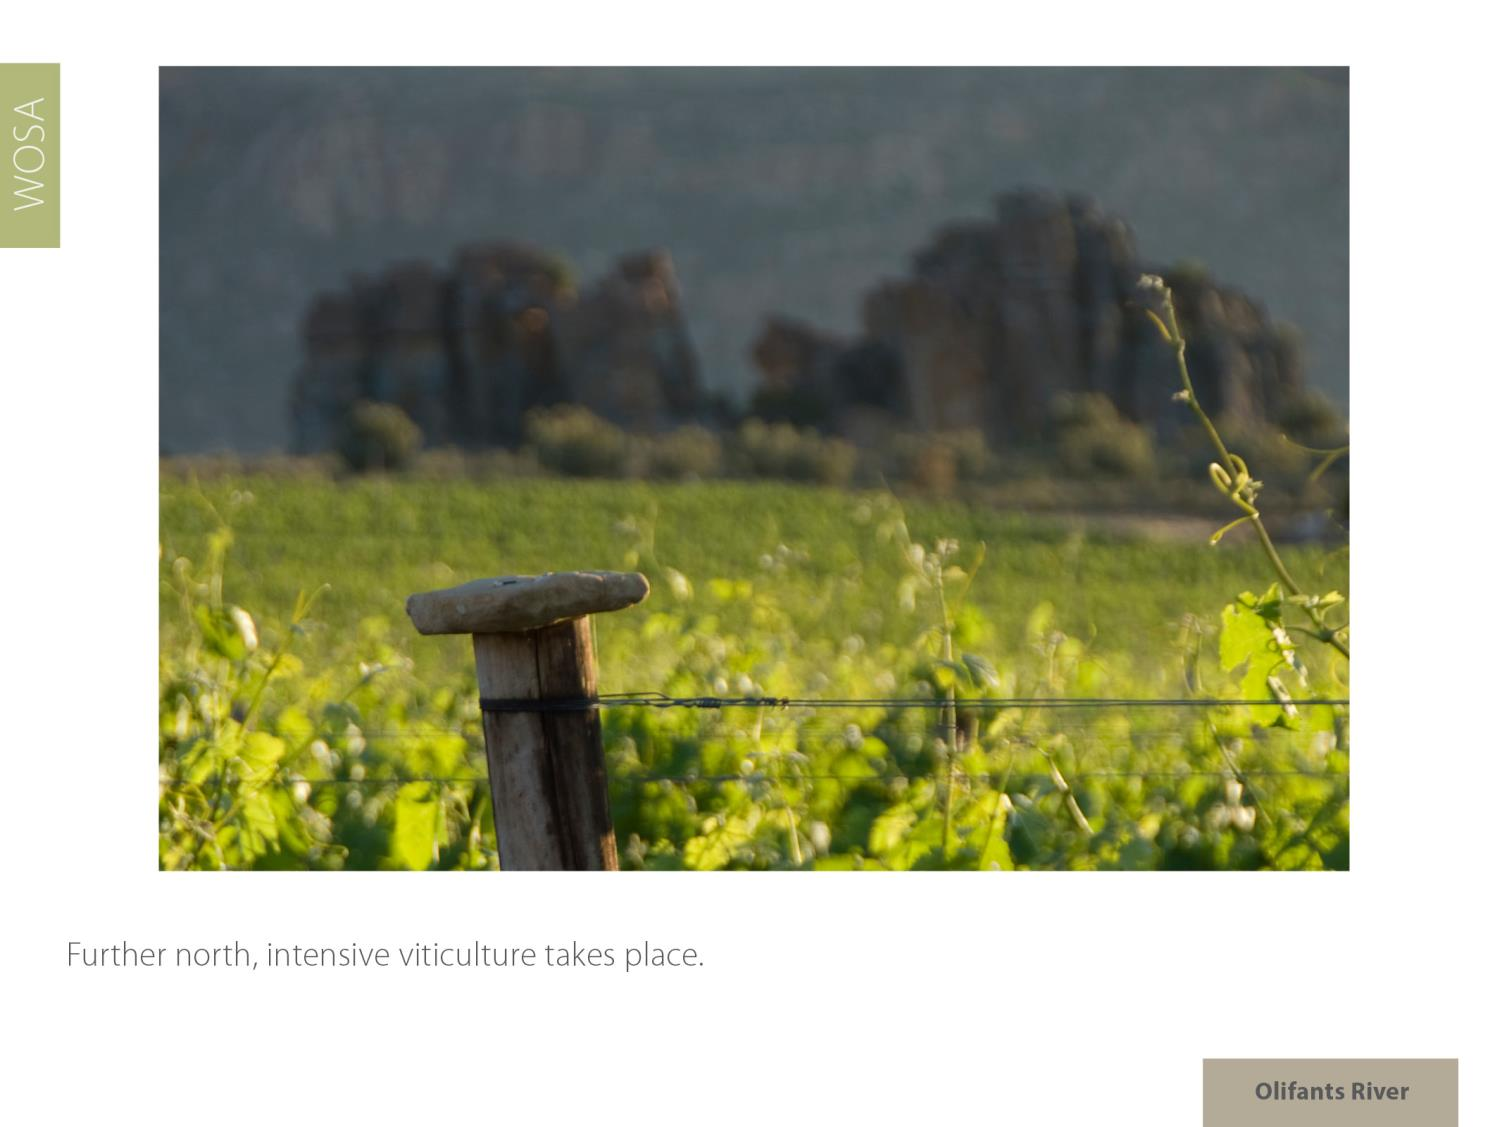 WOSA
Further north, intensive viticulture takes place.
Olifants River